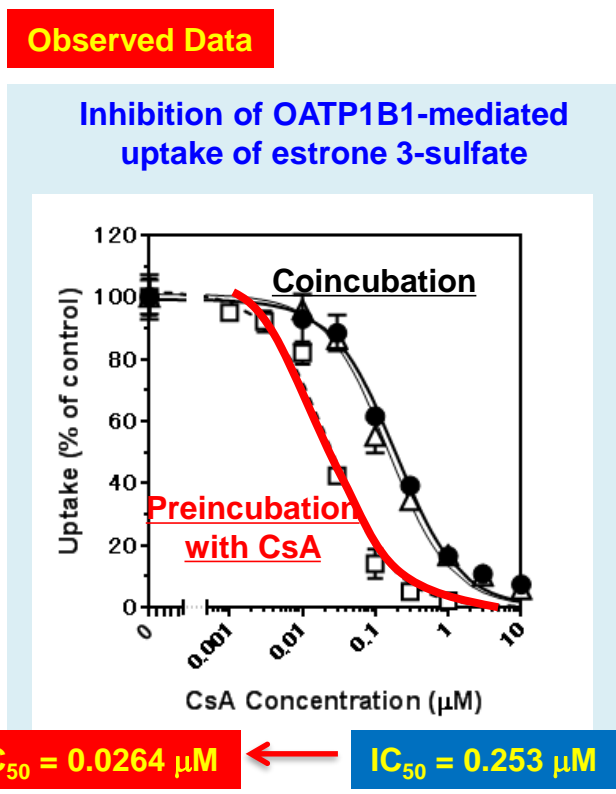 Observed Data
Inhibition of OATP1B1-mediated
uptake of estrone 3-sulfate
120
100
80
60
40
20
0
Uptake (% of control)
Coincubation
Preincubation
with CsA
0
0.001
0.01
0.1
1
10
CsA Concentration (μM)
C₅₀ = 0.0264 μM
IC₅₀ = 0.253 μM